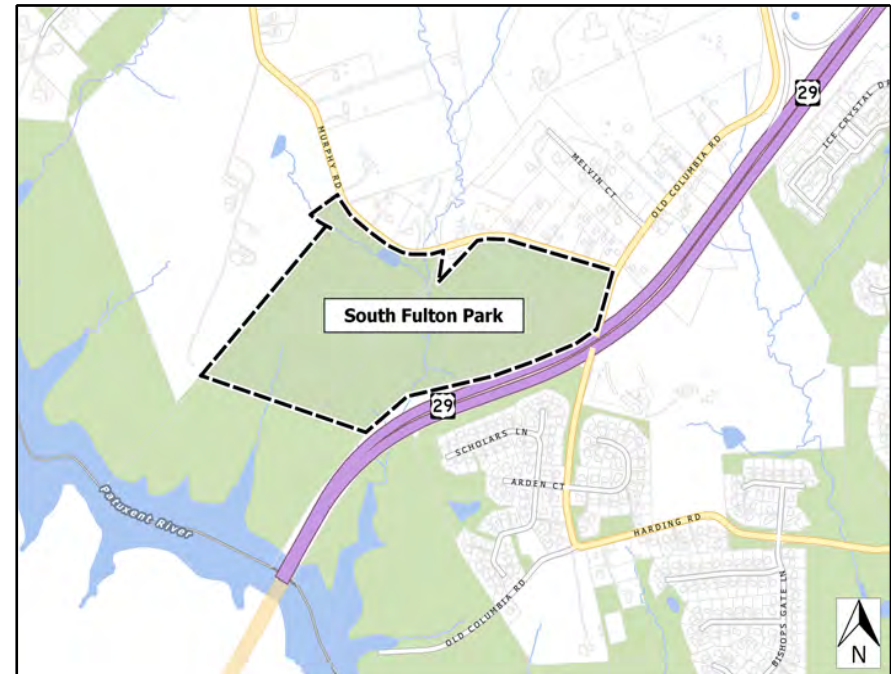 29
ICE CRYSTAL DR
MURPHY RD
MELVIN CT
OLD COLUMBIA RD
South Fulton Park
29
SCHOLARS LN
ARDEN CT
Patuxent River
HARDING RD
OLD COLUMBIA RD
BISHOPS GATE LN
N